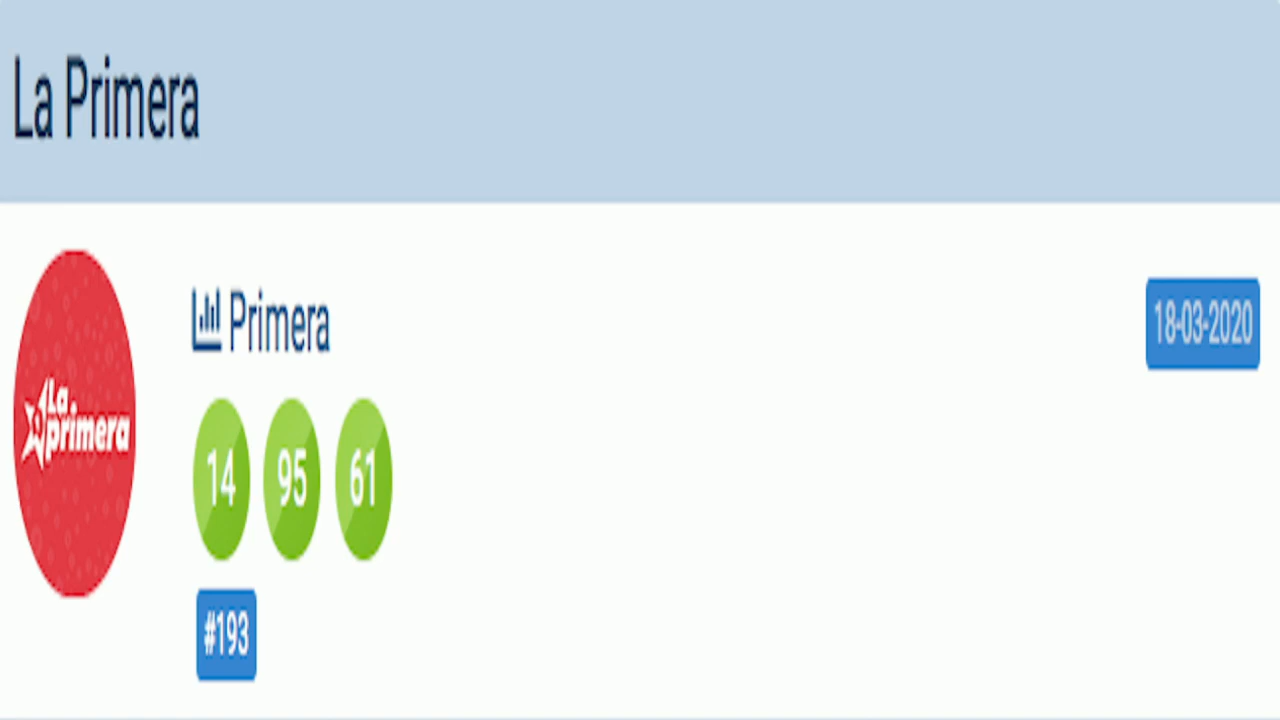 La Primera
La
primera
Primera
18-03-2020
14 95 61
#193